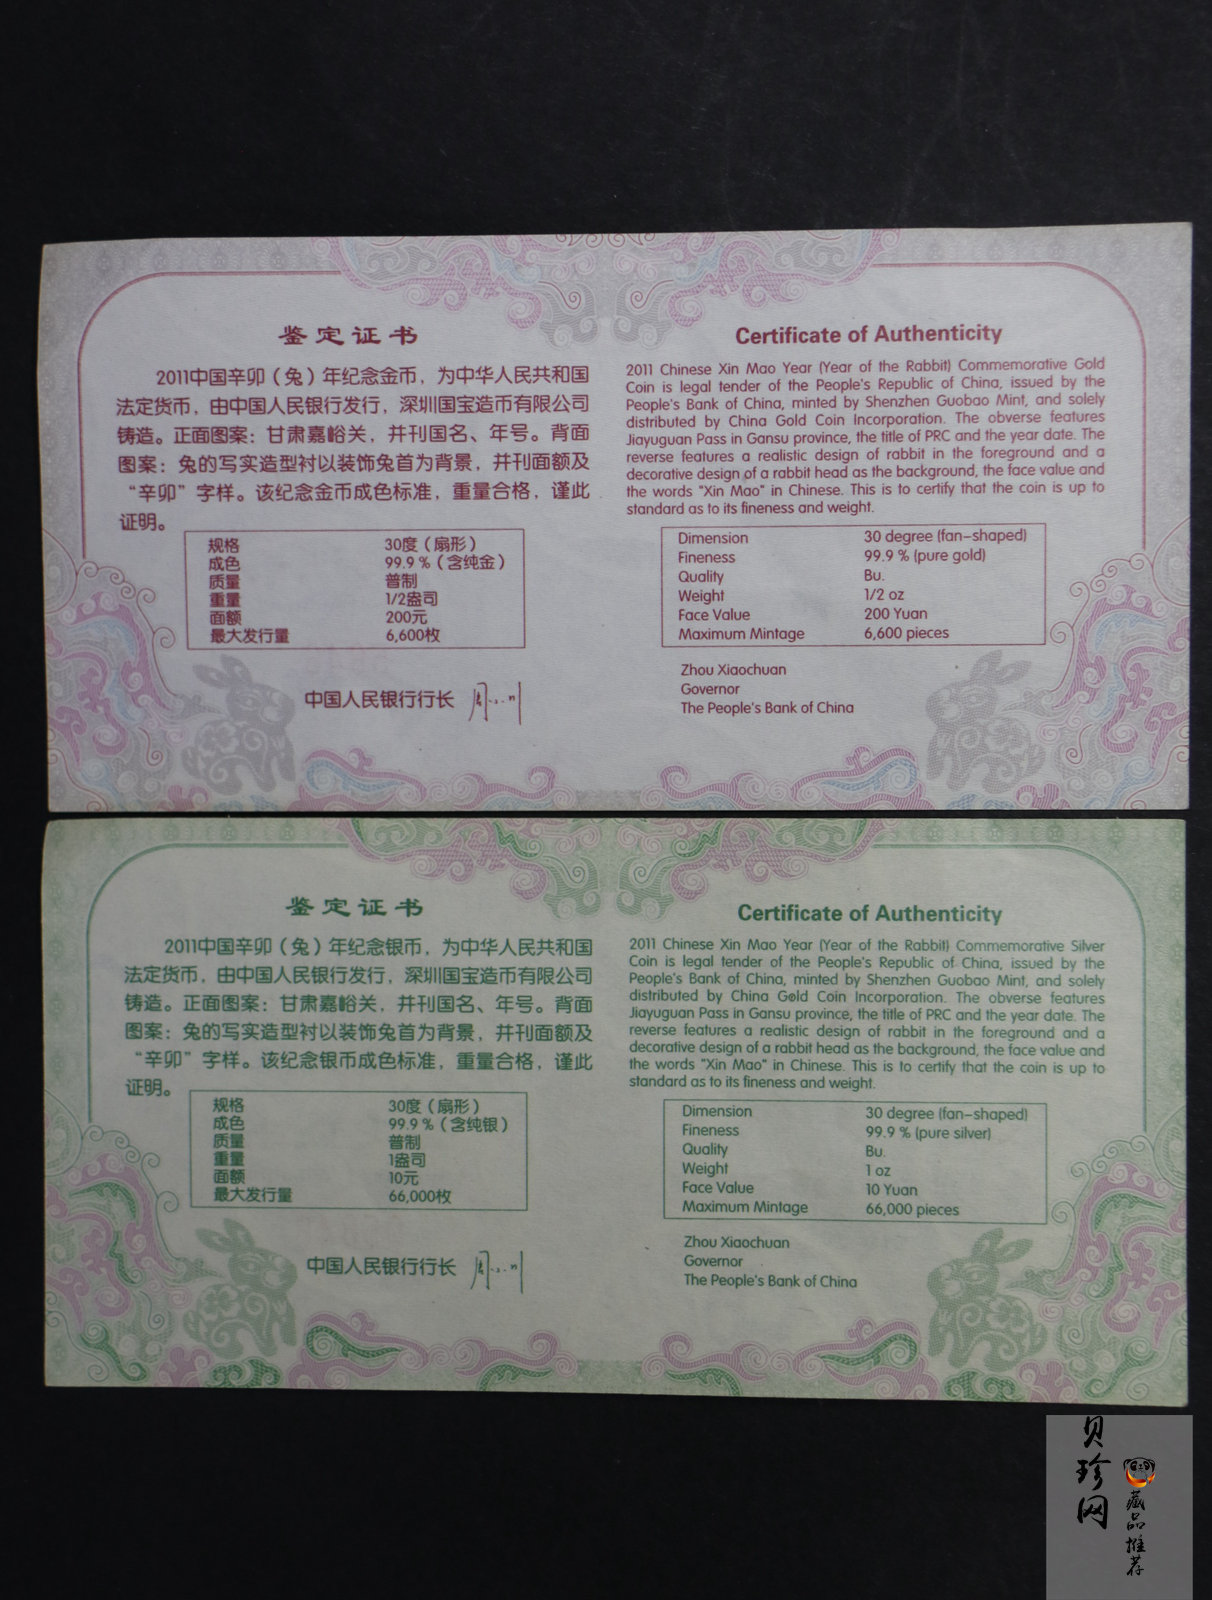 鉴定证书
2011中国辛卯（兔）年纪念金币，为中华人民共和国
法定货币，由中国人民银行发行，深圳国宝造币有限公司
铸造。正面图案：甘肃嘉峪关，并刊国名、年号。背面
图案：兔的写实造型衬以装饰兔首为背景，并刊面额及
“辛卯”字样。该纪念金币成色标准，重量合格，谨此
证明。
规格 30度（扇形）
成色 99.9％（含纯金）
质量 普制
重量 1/2盎司
面额 200元
最大发行量 6,600枚
中国人民银行行长
Certificate of Authenticity
2011 Chinese Xin Mao Year (Year of the Rabbit) Commemorative Gold
Coin is legal tender of the People's Republic of China, issued by the
People's Bank of China, minted by Shenzhen Guobao Mint, and solely
distributed by China Gold Coin Incorporation. The obverse features
Jiayuguan Pass in Gansu province, the title of PRC and the year date. The
reverse features a realistic design of rabbit in the foreground and a
decorative design of a rabbit head as the background, the face value and
the words "Xin Mao" in Chinese. This is to certify that the coin is up to
standard as to its fineness and weight.
Dimension 30 degree (fan-shaped)
Fineness 99.9 % (pure gold)
Quality Bu.
Weight 1/2 oz
Face Value 200 Yuan
Maximum Mintage 6,600 pieces
Zhou Xiaochuan
Governor
The People's Bank of China
鉴定证书
2011中国辛卯（兔）年纪念银币，为中华人民共和国
法定货币，由中国人民银行发行，深圳国宝造币有限公司
铸造。正面图案：甘肃嘉峪关，并刊国名、年号。背面
图案：兔的写实造型衬以装饰兔首为背景，并刊面额及
“辛卯”字样。该纪念银币成色标准，重量合格，谨此
证明。
规格 30度（扇形）
成色 99.9％（含纯银）
质量 普制
重量 1盎司
面额 10元
最大发行量 66,000枚
中国人民银行行长
Certificate of Authenticity
2011 Chinese Xin Mao Year (Year of the Rabbit) Commemorative Silver
Coin is legal tender of the People's Republic of China, issued by the
People's Bank of China, minted by Shenzhen Guobao Mint, and solely
distributed by China Gold Coin Incorporation. The obverse features
Jiayuguan Pass in Gansu province, the title of PRC and the year date. The
reverse features a realistic design of rabbit in the foreground and a
decorative design of a rabbit head as the background, the face value and
the words "Xin Mao" in Chinese. This is to certify that the coin is up to
standard as to its fineness and weight.
Dimension 30 degree (fan-shaped)
Fineness 99.9 % (pure silver)
Quality Bu.
Weight 1 oz
Face Value 10 Yuan
Maximum Mintage 66,000 pieces
Zhou Xiaochuan
Governor
The People's Bank of China
贝珍网
藏品推荐